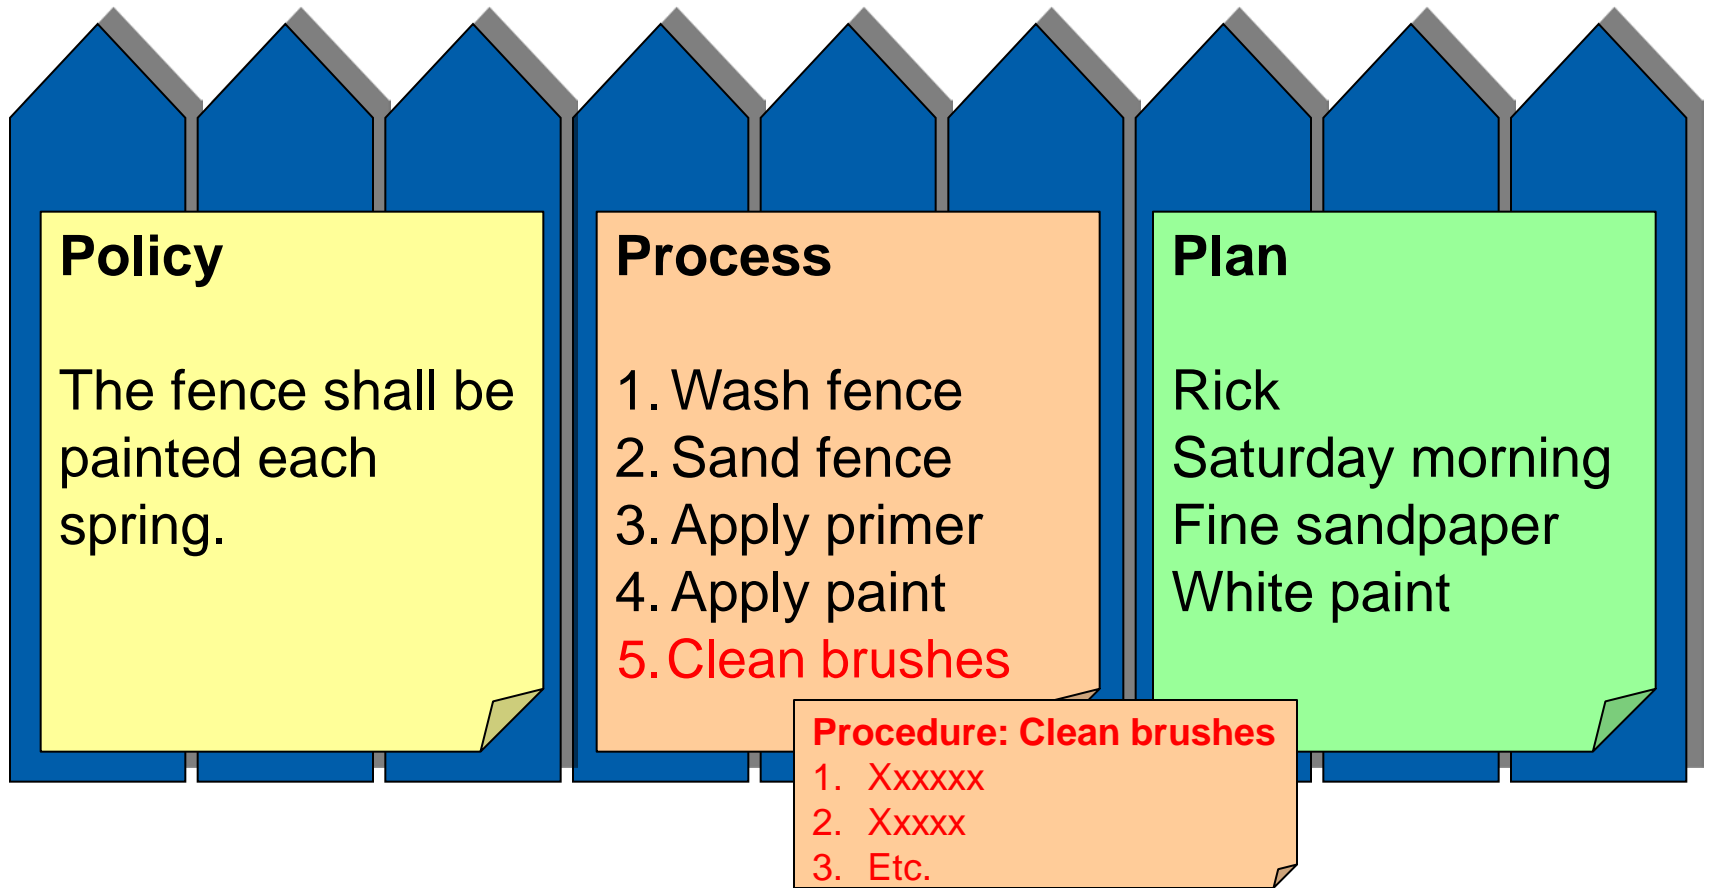 Policy
The fence shall be
painted each
spring.
Process
1. Wash fence
2. Sand fence
3. Apply primer
4. Apply paint
5. Clean brushes
Procedure: Clean brushes
1. Xxxxxx
2. Xxxxx
3. Etc.
Plan
Rick
Saturday morning
Fine sandpaper
White paint